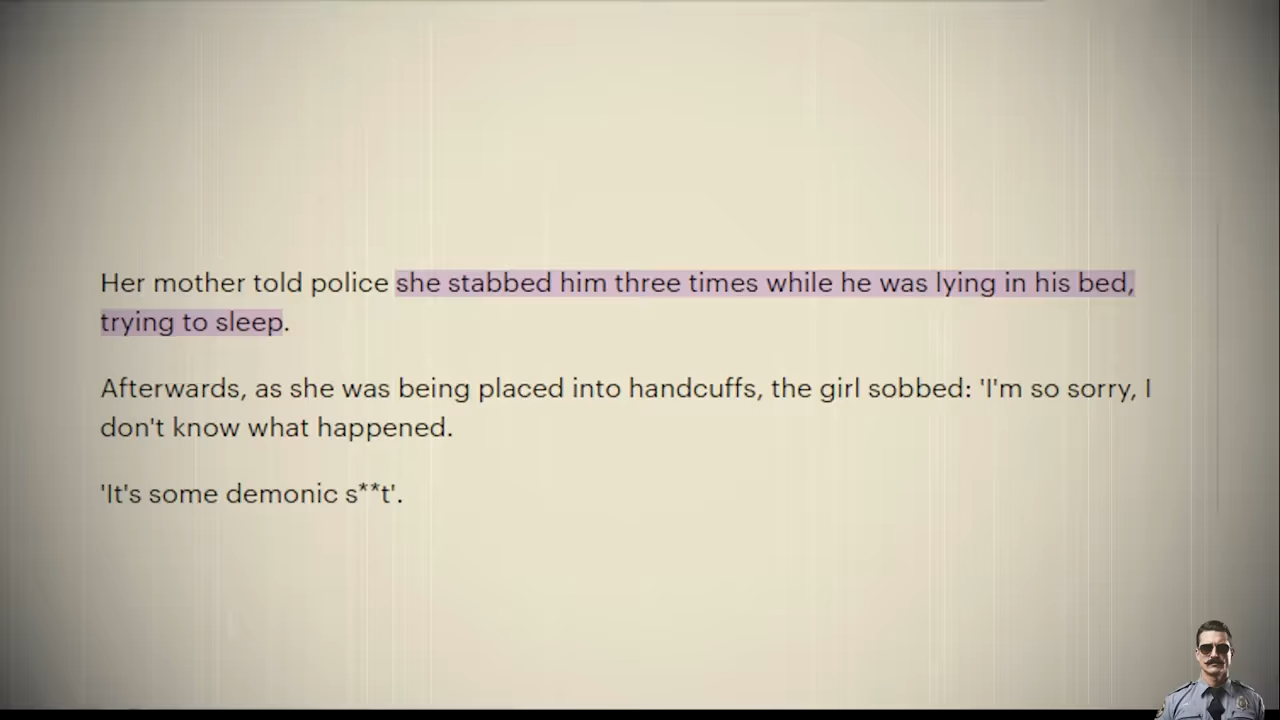 Her mother told police she stabbed him three times while he was lying in his bed,
trying to sleep.
Afterwards, as she was being placed into handcuffs, the girl sobbed: 'I'm so sorry, I
don't know what happened.
'It's some demonic s**t'.